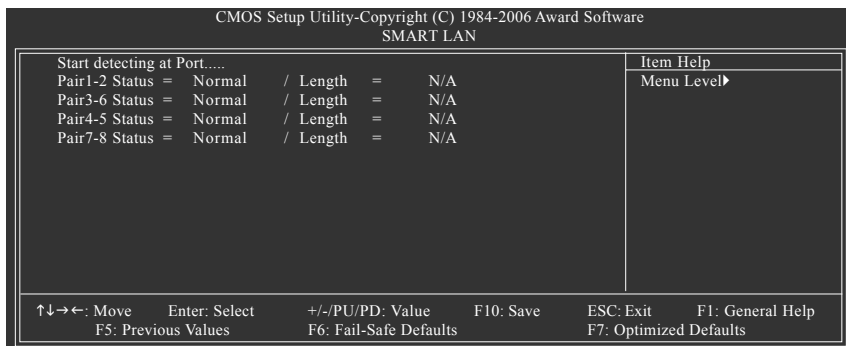 CMOS Setup Utility-Copyright (C) 1984-2006 Award Software
SMART LAN
Start detecting at Port.....
Pair1-2 Status = Normal / Length = N/A
Pair3-6 Status = Normal / Length = N/A
Pair4-5 Status = Normal / Length = N/A
Pair7-8 Status = Normal / Length = N/A
Item Help
Menu Level▶
↑↓→←: Move Enter: Select +/-/PU/PD: Value F10: Save ESC: Exit F1: General Help
F5: Previous Values F6: Fail-Safe Defaults F7: Optimized Defaults